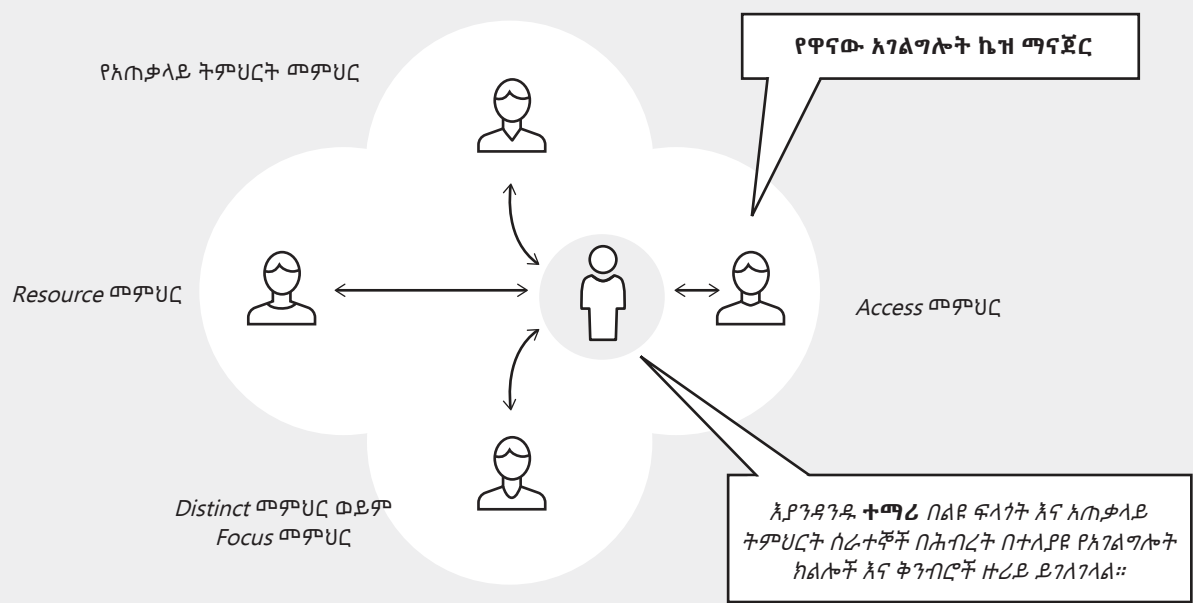 የዋናው አገልግሎት ኬዝ ማናጀር
የአጠቃላይ ትምህርት መምህር
Resource መምህር
Access መምህር
Distinct መምህር ወይም
Focus መምህር
እያንዳንዱ ተማሪ በልዩ ፍላጎት እና አጠቃላይ
ትምህርት ሰራተኞች በሕብረት በተለያዩ የአገልግሎት
ክልሎች እና ቅንብሮች ዙሪይ ይገለገላል።